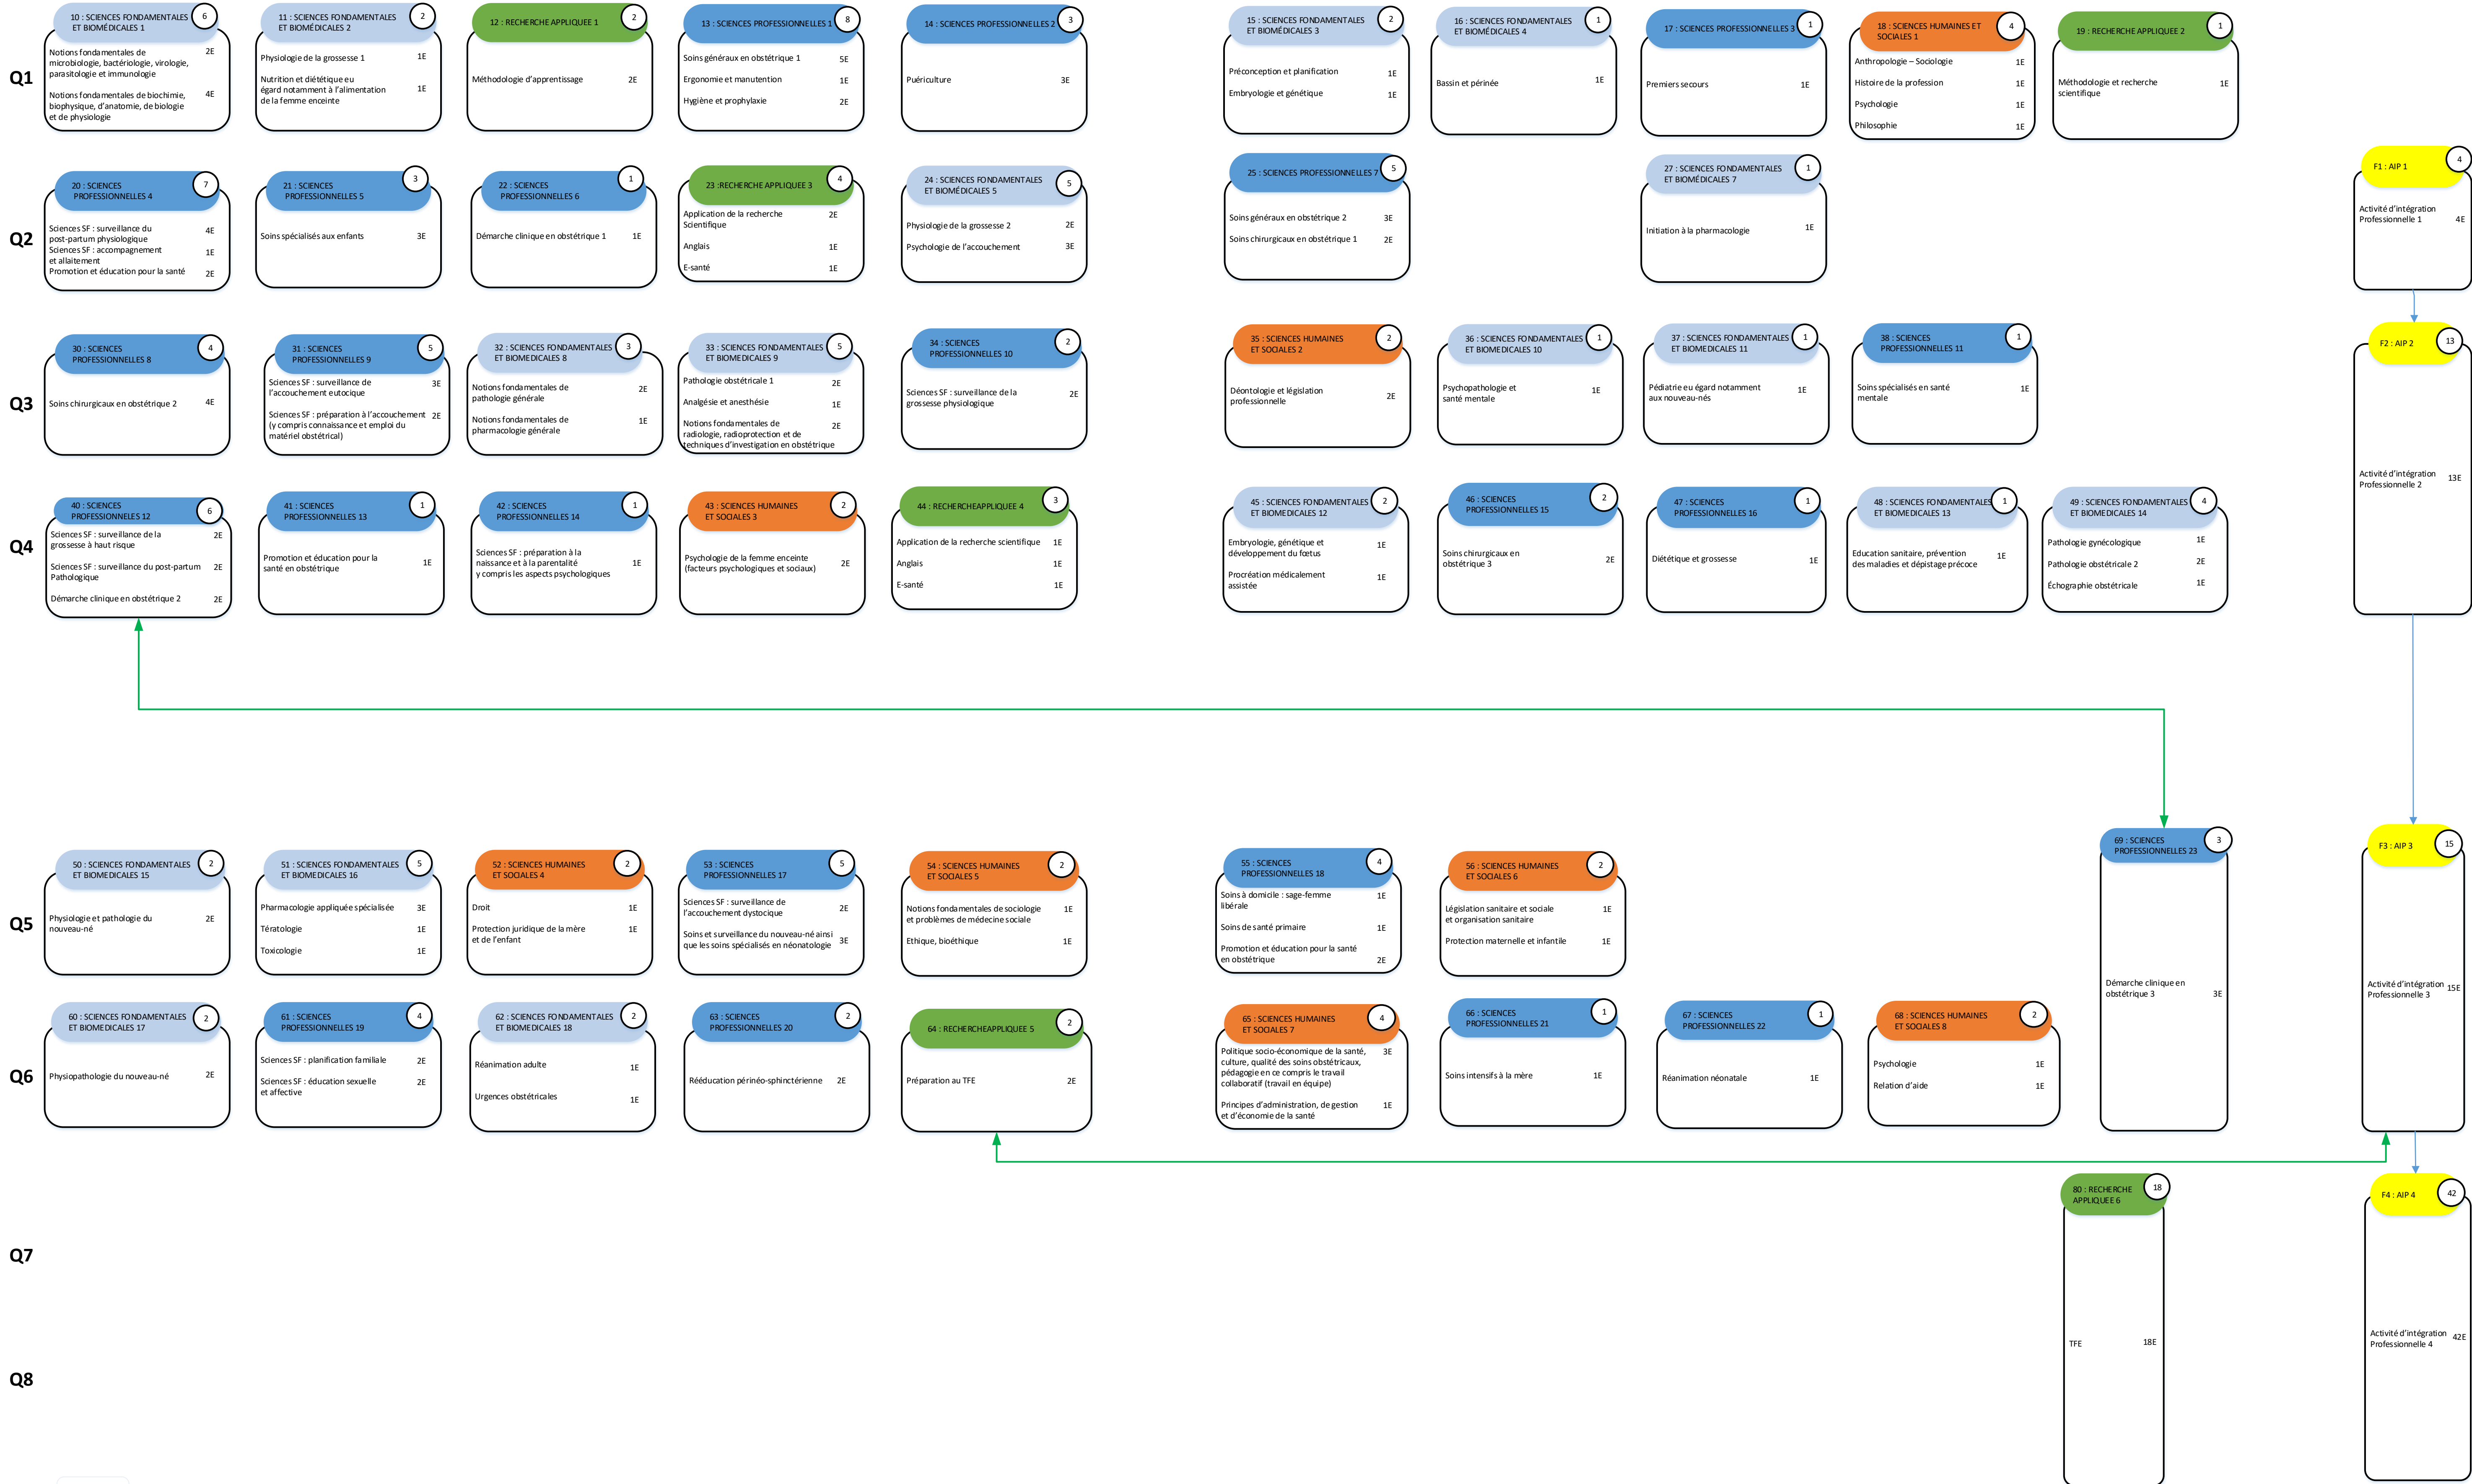 Q1
10 : SCIENCES FONDAMENTALES
ET BIOMÉDICALES 1
6
Notions fondamentales de
microbiologie, bactériologie, virologie,
parasitologie et immunologie
2E
Notions fondamentales de biochimie,
biophysique, d’anatomie, de biologie
et de physiologie
4E
11 : SCIENCES FONDAMENTALES
ET BIOMÉDICALES 2
2
Physiologie de la grossesse 1
1E
Nutrition et diététique eu
égard notamment à l’alimentation
de la femme enceinte
1E
12 : RECHERCHE APPLIQUEE 1
2
Méthodologie d’apprentissage
2E
13 : SCIENCES PROFESSIONNELLES 1
8
Soins généraux en obstétrique 1
5E
Ergonomie et manutention
1E
Hygiène et prophylaxie
2E
14 : SCIENCES PROFESSIONNELLES 2
3
Puériculture
3E
15 : SCIENCES FONDAMENTALES
ET BIOMÉDICALES 3
2
Préconception et planification
1E
Embryologie et génétique
1E
16 : SCIENCES FONDAMENTALES
ET BIOMÉDICALES 4
1
Bassin et périnée
1E
17 : SCIENCES PROFESSIONNELLES 3
1
Premiers secours
1E
18 : SCIENCES HUMAINES ET
SOCIALES 1
4
Anthropologie – Sociologie
1E
Histoire de la profession
1E
Psychologie
1E
Philosophie
1E
19 : RECHERCHE APPLIQUEE 2
1
Méthodologie et recherche
scientifique
1E
Q2
20 : SCIENCES
PROFESSIONNELLES 4
7
Sciences SF : surveillance du
post-partum physiologique
4E
Sciences SF : accompagnement
et allaitement
1E
Promotion et éducation pour la santé
2E
21 : SCIENCES
PROFESSIONNELLES 5
3
Soins spécialisés aux enfants
3E
22 : SCIENCES
PROFESSIONNELLES 6
1
Démarche clinique en obstétrique 1
1E
23 :RECHERCHE APPLIQUEE 3
4
Application de la recherche
Scientifique
2E
Anglais
1E
E-santé
1E
24 : SCIENCES FONDAMENTALES
ET BIOMÉDICALES 5
5
Physiologie de la grossesse 2
2E
Psychologie de l’accouchement
3E
25 : SCIENCES PROFESSIONNELLES 7
5
Soins généraux en obstétrique 2
3E
Soins chirurgicaux en obstétrique 1
2E
27 : SCIENCES FONDAMENTALES
ET BIOMÉDICALES 7
1
Initiation à la pharmacologie
1E
F1 : AIP 1
4
Activité d’intégration
Professionnelle 1
4E
Q3
30 : SCIENCES
PROFESSIONNELLES 8
4
Soins chirurgicaux en obstétrique 2
4E
31 : SCIENCES
PROFESSIONNELLES 9
5
Sciences SF : surveillance de
l’accouchement eutocique
3E
Sciences SF : préparation à l’accouchement
(y compris connaissance et emploi du
matériel obstétrical)
2E
32 : SCIENCES FONDAMENTALES
ET BIOMEDICALES 8
3
Notions fondamentales de
pathologie générale
2E
Notions fondamentales de
pharmacologie générale
1E
33 : SCIENCES FONDAMENTALES
ET BIOMEDICALES 9
5
Pathologie obstétricale 1
2E
Analgésie et anesthésie
1E
Notions fondamentales de
radiologie, radioprotection et de
techniques d’investigation en obstétrique
2E
34 : SCIENCES
PROFESSIONNELLES 10
2
Sciences SF : surveillance de la
grossesse physiologique
2E
35 : SCIENCES HUMAINES
ET SOCIALES 2
2
Déontologie et législation
professionnelle
2E
36 : SCIENCES FONDAMENTALES
ET BIOMEDICALES 10
1
Psychopathologie et
santé mentale
1E
37 : SCIENCES FONDAMENTALES
ET BIOMEDICALES 11
1
Pédiatrie eu égard notamment
aux nouveau-nés
1E
38 : SCIENCES
PROFESSIONNELLES 11
1
Soins spécialisés en santé
mentale
1E
F2 : AIP 2
13
Activité d’intégration
Professionnelle 2
13E
Q4
40 : SCIENCES
PROFESSIONNELES 12
6
Sciences SF : surveillance de la
grossesse à haut risque
2E
Sciences SF : surveillance du post-partum
Pathologique
2E
Démarche clinique en obstétrique 2
2E
41 : SCIENCES
PROFESSIONNELLES 13
1
Promotion et éducation pour la
santé en obstétrique
1E
42 : SCIENCES
PROFESSIONNELLES 14
1
Sciences SF : préparation à la
naissance et à la parentalité
y compris les aspects psychologiques
1E
43 : SCIENCES HUMAINES
ET SOCIALES 3
2
Psychologie de la femme enceinte
(facteurs psychologiques et sociaux)
2E
44 : RECHERCHEAPPLIQUEE 4
3
Application de la recherche scientifique
1E
Anglais
1E
E-santé
1E
45 : SCIENCES FONDAMENTALES
ET BIOMEDICALES 12
2
Embryologie, génétique et
développement du fœtus
1E
Procréation médicalement
assistée
1E
46 : SCIENCES
PROFESSIONNELLES 15
2
Soins chirurgicaux en
obstétrique 3
2E
47 : SCIENCES
PROFESSIONNELLES 16
1
Diététique et grossesse
1E
48 : SCIENCES FONDAMENTALES
ET BIOMEDICALES 13
1
Education sanitaire, prévention
des maladies et dépistage précoce
1E
49 : SCIENCES FONDAMENTALES
ET BIOMEDICALES 14
4
Pathologie gynécologique
1E
Pathologie obstétricale 2
2E
Échographie obstétricale
1E
Q5
50 : SCIENCES FONDAMENTALES
ET BIOMEDICALES 15
2
Physiologie et pathologie du
nouveau-né
2E
51 : SCIENCES FONDAMENTALES
ET BIOMEDICALES 16
5
Pharmacologie appliquée spécialisée
3E
Tératologie
1E
Toxicologie
1E
52 : SCIENCES HUMAINES
ET SOCIALES 4
2
Droit
1E
Protection juridique de la mère
et de l’enfant
1E
53 : SCIENCES
PROFESSIONNELLES 17
5
Sciences SF : surveillance de
l’accouchement dystocique
2E
Soins et surveillance du nouveau-né ainsi
que les soins spécialisés en néonatologie
3E
54 : SCIENCES HUMAINES
ET SOCIALES 5
2
Notions fondamentales de sociologie
et problèmes de médecine sociale
1E
Ethique, bioéthique
1E
55 : SCIENCES
PROFESSIONNELLES 18
4
Soins à domicile : sage-femme
libérale
1E
Soins de santé primaire
1E
Promotion et éducation pour la santé
en obstétrique
2E
56 : SCIENCES HUMAINES
ET SOCIALES 6
2
Législation sanitaire et sociale
et organisation sanitaire
1E
Protection maternelle et infantile
1E
69 : SCIENCES
PROFESSIONNELLES 23
3
Démarche clinique en
obstétrique 3
3E
F3 : AIP 3
15
Activité d’intégration
Professionnelle 3
15E
Q6
60 : SCIENCES FONDAMENTALES
ET BIOMEDICALES 17
2
Physiopathologie du nouveau-né
2E
61 : SCIENCES
PROFESSIONNELLES 19
4
Sciences SF : planification familiale
2E
Sciences SF : éducation sexuelle
et affective
2E
62 : SCIENCES FONDAMENTALES
ET BIOMEDICALES 18
2
Réanimation adulte
1E
Urgences obstétricales
1E
63 : SCIENCES
PROFESSIONNELLES 20
2
Rééducation périnéo-sphinctérienne
2E
64 : RECHERCHEAPPLIQUEE 5
2
Préparation au TFE
2E
65 : SCIENCES HUMAINES
ET SOCIALES 7
4
Politique socio-économique de la santé,
culture, qualité des soins obstétricaux,
pédagogie en ce compris le travail
collaboratif (travail en équipe)
3E
Principes d’administration, de gestion
et d’économie de la santé
1E
66 : SCIENCES
PROFESSIONNELLES 21
1
Soins intensifs à la mère
1E
67 : SCIENCES
PROFESSIONNELLES 22
1
Réanimation néonatale
1E
68 : SCIENCES HUMAINES
ET SOCIALES 8
2
Psychologie
1E
Relation d’aide
1E
Q7
80 : RECHERCHE
APPLIQUEE 6
18
TFE
18E
F4 : AIP 4
42
Activité d’intégration
Professionnelle 4
42E
Q8